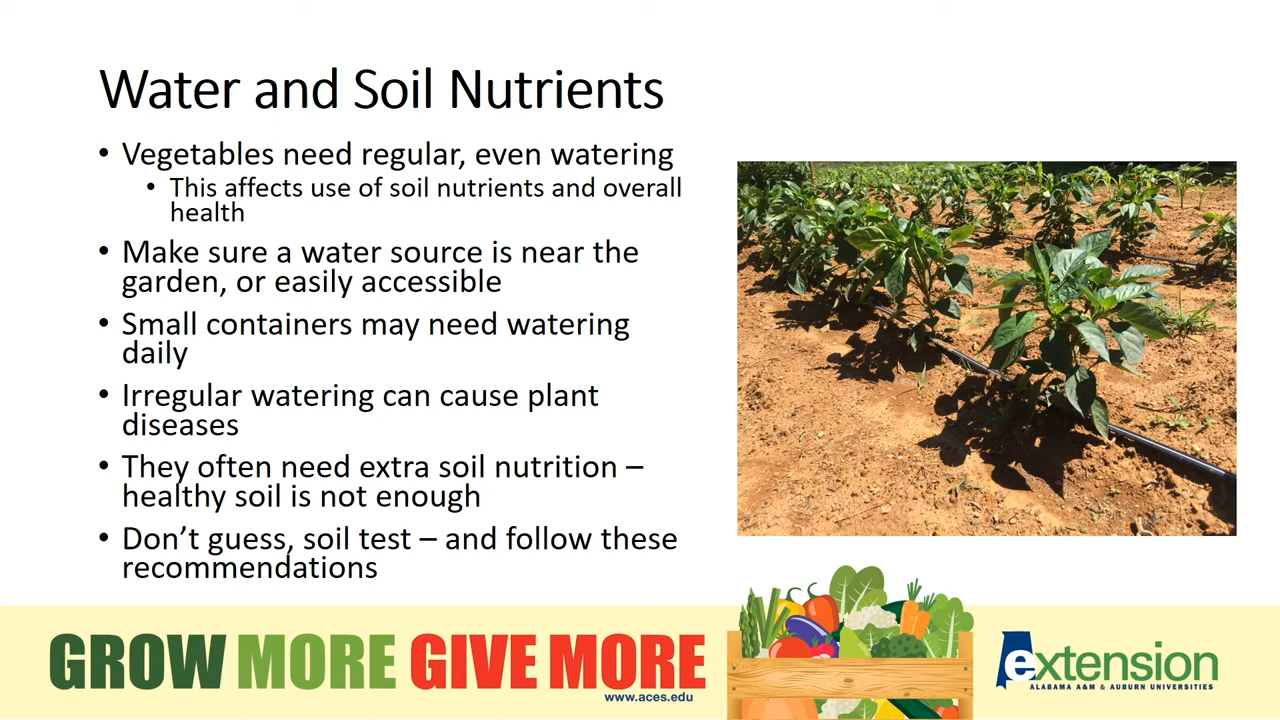 Water and Soil Nutrients
• Vegetables need regular, even watering
• This affects use of soil nutrients and overall
health
• Make sure a water source is near the
garden, or easily accessible
• Small containers may need watering
daily
• Irregular watering can cause plant
diseases
• They often need extra soil nutrition –
healthy soil is not enough
• Don’t guess, soil test – and follow these
recommendations
GROW MORE GIVE MORE
www.aces.edu
extension
ALABAMA A&M & AUBURN UNIVERSITIES